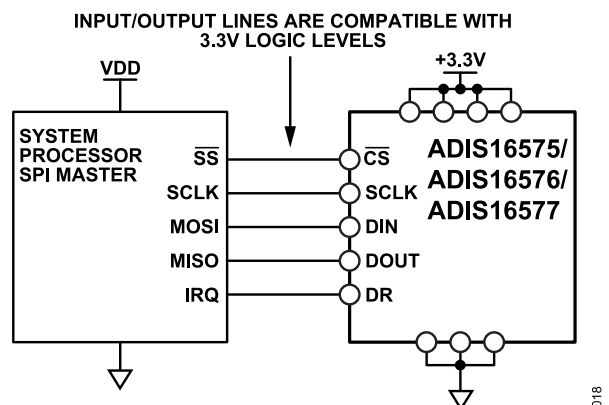 INPUT/OUTPUT LINES ARE COMPATIBLE WITH
3.3V LOGIC LEVELS
VDD
+3.3V
SYSTEM
PROCESSOR
SPI MASTER
SS
SCLK
MOSI
MISO
IRQ
CS
SCLK
DIN
DOUT
DR
ADIS16575/
ADIS16576/
ADIS16577
018